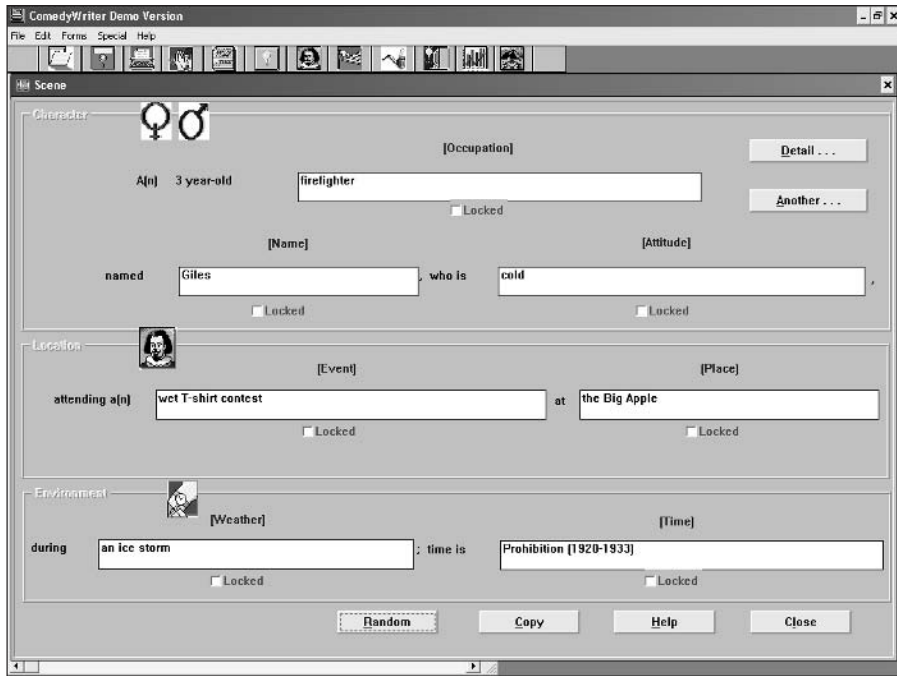 ComedyWriter Demo Version
File Edit Forms Special Help
Scene
Character
[Occupation]
Detail . . .
A[n] 3 year-old firefighter
Another . . .
Locked
[Name] [Attitude]
named Giles , who is cold ,
Locked Locked
Location
[Event] [Place]
attending a[n] wet T-shirt contest at the Big Apple
Locked Locked
Environment
[Weather] [Time]
during an ice storm ; time is Prohibition [1920-1933]
Locked Locked
Random Copy Help Close